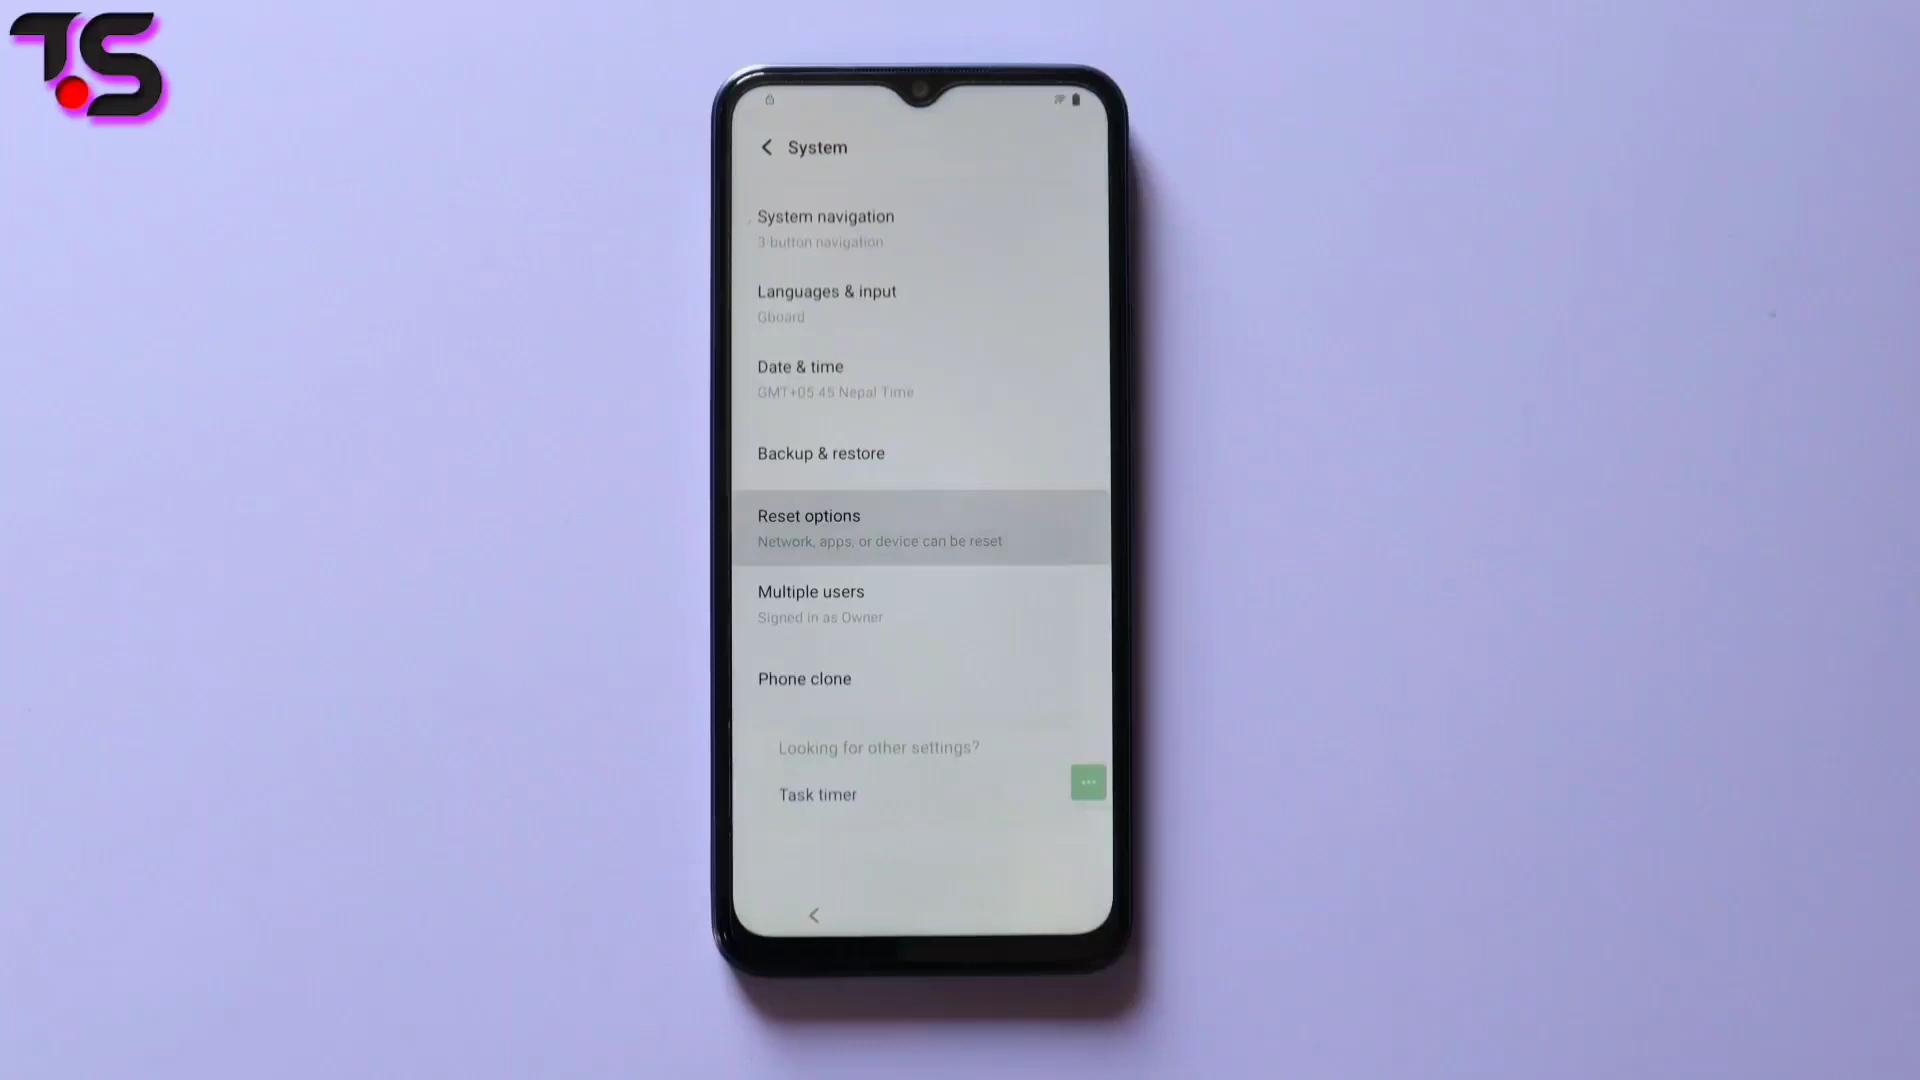 TS
System
System navigation
3-button navigation
Languages & input
Gboard
Date & time
GMT+05:45 Nepal Time
Backup & restore
Reset options
Network, apps, or device can be reset
Multiple users
Signed in as Owner
Phone clone
Looking for other settings?
Task timer